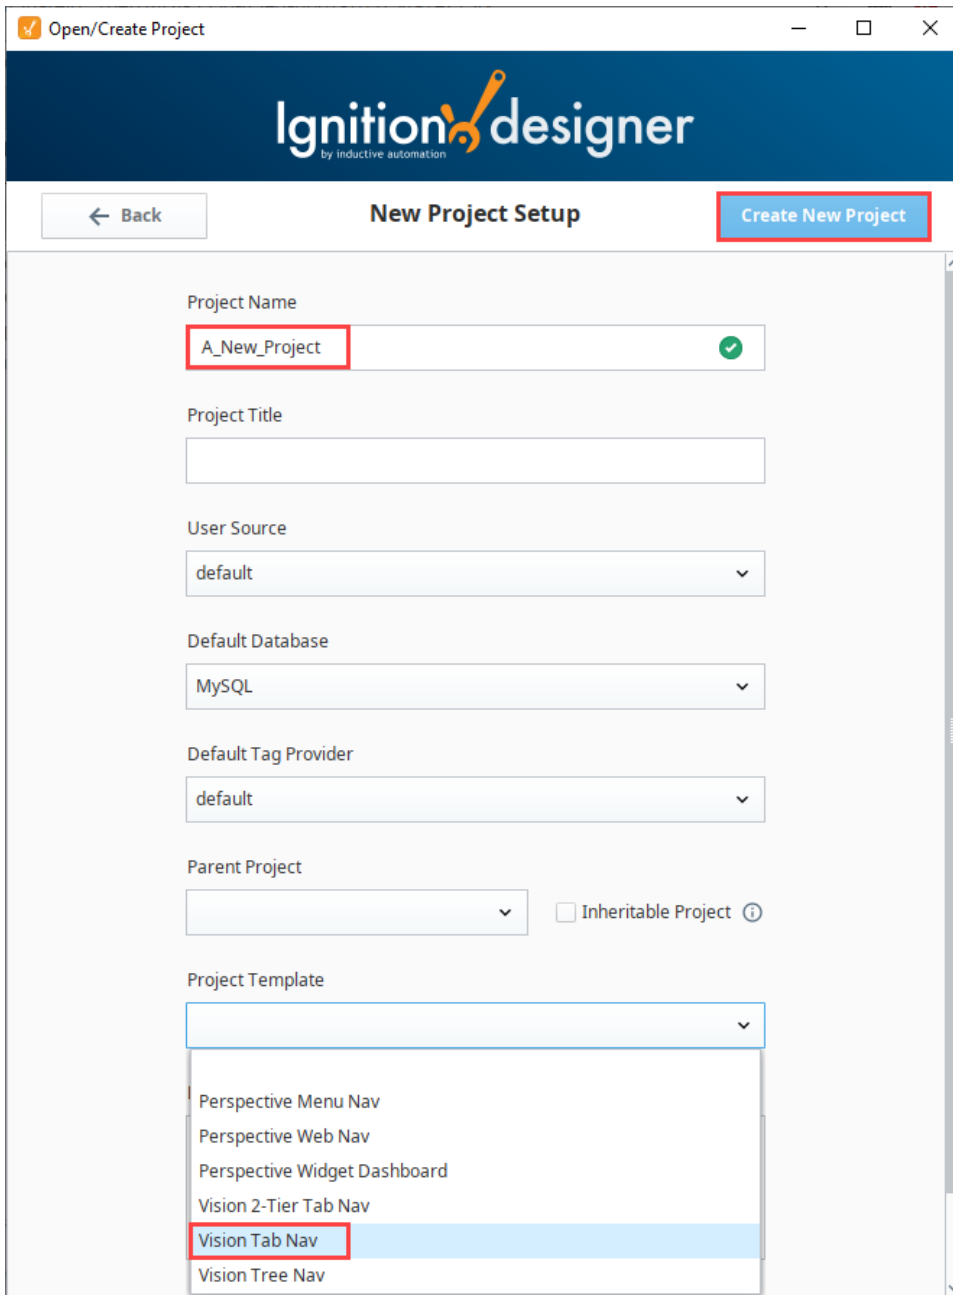 Open/Create Project
Ignition designer
by inductive automation
Back
New Project Setup
Create New Project
Project Name
A_New_Project
Project Title
User Source
default
Default Database
MySQL
Default Tag Provider
default
Parent Project
Inheritable Project
Project Template
Perspective Menu Nav
Perspective Web Nav
Perspective Widget Dashboard
Vision 2-Tier Tab Nav
Vision Tab Nav
Vision Tree Nav